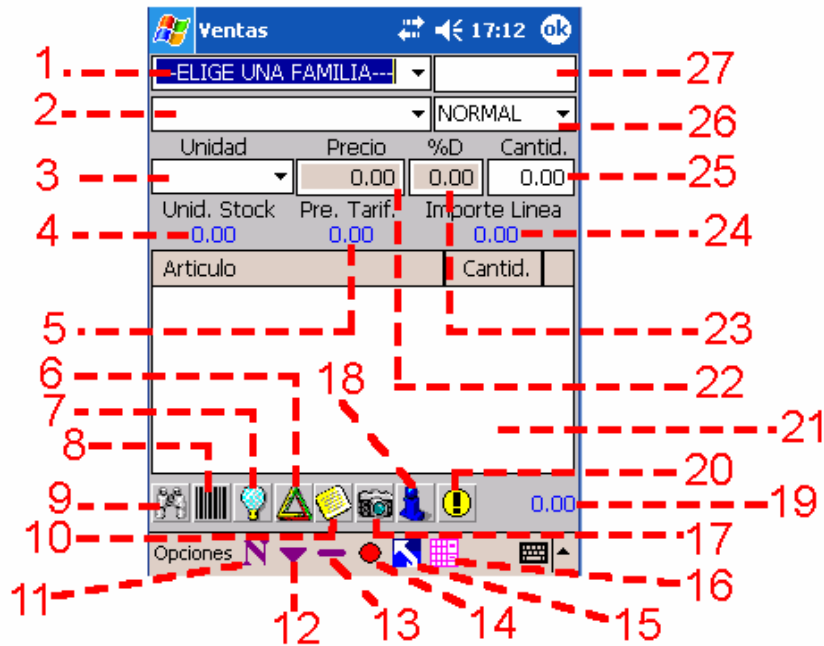 Ventas 17:12 ok
1 --ELIGE UNA FAMILIA--- 27
2 NORMAL 26
Unidad Precio %D Cantid.
3 0.00 0.00 0.00 25
Unid. Stock Pre. Tarif. Importe Linea
4 0.00 0.00 0.00 24
Articulo Cantid.
5 23
6 18 22
7
8 21
20
9 0.00 19
10 17
Opciones N
16
11 12 13 14 15